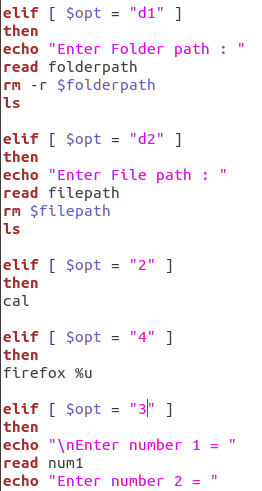 elif [ $opt = "d1" ]
then
echo "Enter Folder path : "
read folderpath
rm -r $folderpath
ls
elif [ $opt = "d2" ]
then
echo "Enter File path : "
read filepath
rm $filepath
ls
elif [ $opt = "2" ]
then
cal
elif [ $opt = "4" ]
then
firefox %u
elif [ $opt = "3" ]
then
echo "\nEnter number 1 = "
read num1
echo "Enter number 2 = "